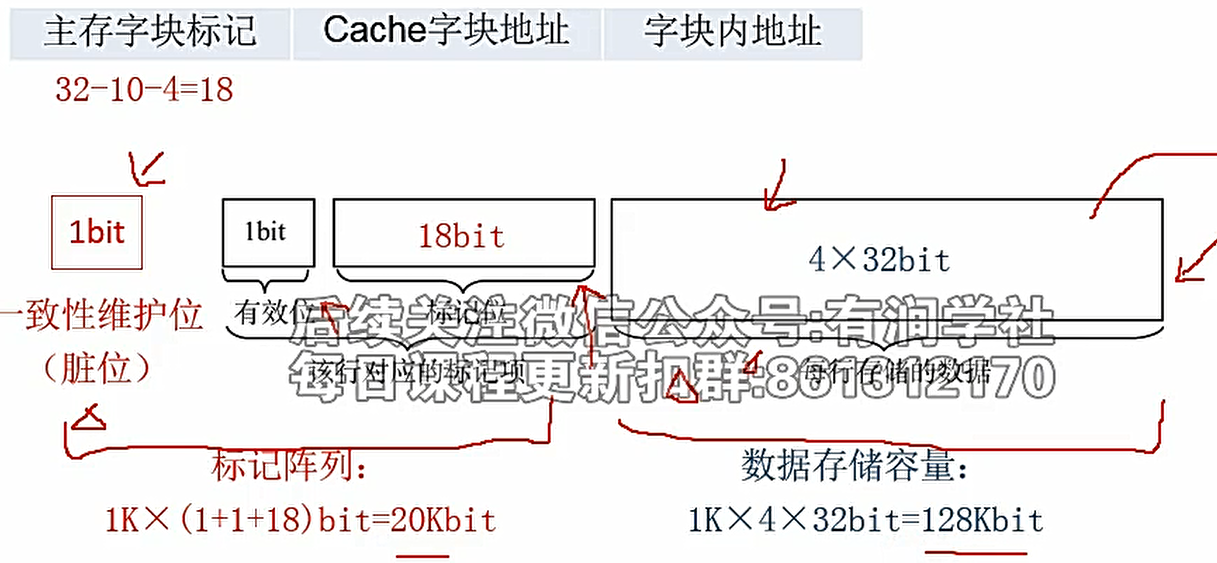 主存字块标记 Cache字块地址 字块内地址
32-10-4=18
1bit 1bit 18bit 4×32bit
一致性维护位 有效位 标记位
后续关注微信公众号:有润学社
(脏位) 该行对应的标记项 每行存储的数据
每日课程更新扣群:861612170
标记阵列: 数据存储容量:
1K×(1+1+18)bit=20Kbit 1K×4×32bit=128Kbit